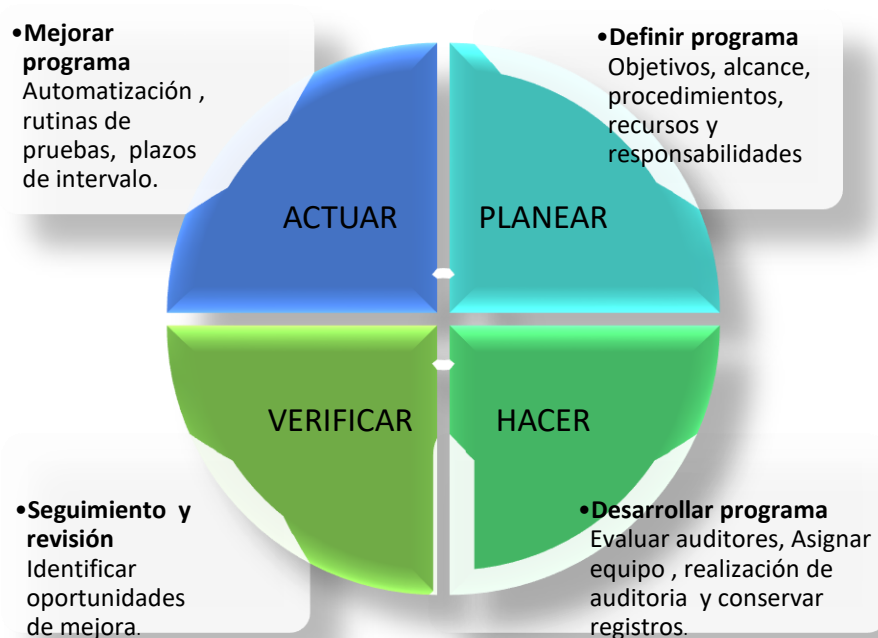 •Mejorar
programa
Automatización ,
rutinas de
pruebas, plazos
de intervalo.
•Definir programa
Objetivos, alcance,
procedimientos,
recursos y
responsabilidades
ACTUAR
PLANEAR
VERIFICAR
HACER
•Seguimiento y
revisión
Identificar
oportunidades
de mejora.
•Desarrollar programa
Evaluar auditores, Asignar
equipo , realización de
auditoria y conservar
registros.